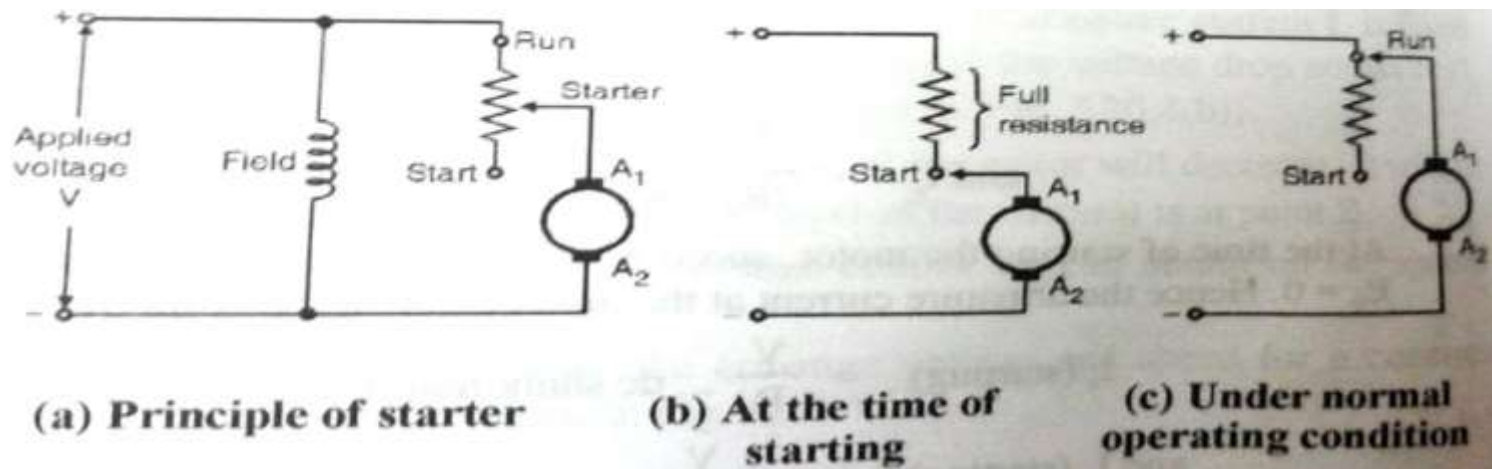 +
Run
Starter
Applied
voltage
V
Field
Start
A₁
A₂
-
(a) Principle of starter
+
Full
resistance
Start
A₁
A₂
-
(b) At the time of
starting
+
Run
Start
A₁
A₂
-
(c) Under normal
operating condition